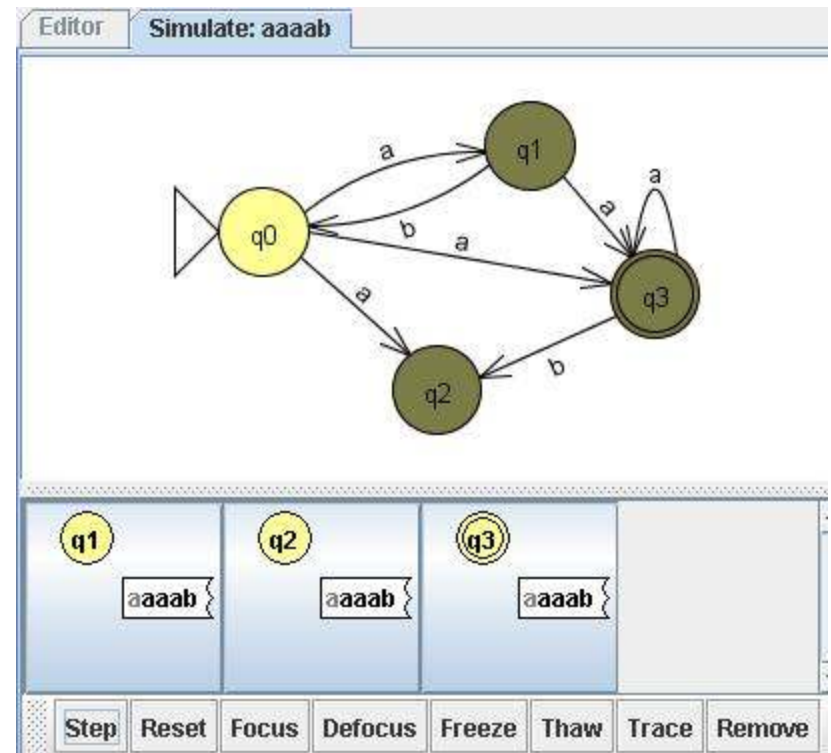 Editor
Simulate: aaaab
a
q1
a
b
a
q0
a
a
q3
b
q2
q1
q2
q3
aaaab
aaaab
aaaab
Step Reset Focus Defocus Freeze Thaw Trace Remove